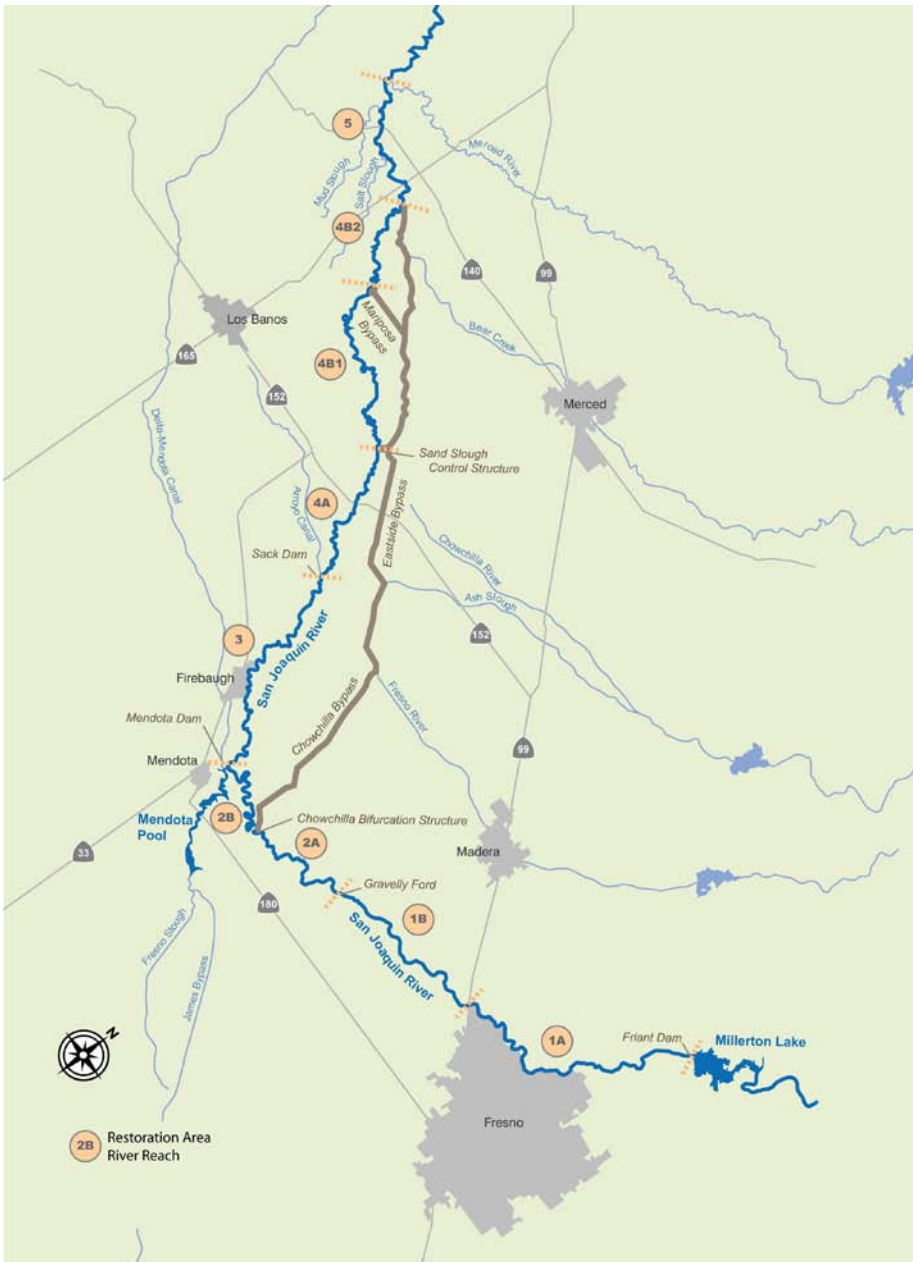 5
Mud Slough
Salt Slough
Merced River
4B2
140
99
Los Banos
Mariposa
Bypass
Bear Creek
165
4B1
152
Merced
Delta-Mendota Canal
Sand Slough
Control Structure
4A
Arroyo Canal
Eastside Bypass
Chowchilla River
Sack Dam
Ash Slough
3
152
Firebaugh
San Joaquin River
Chowchilla Bypass
Fresno River
Mendota Dam
99
Mendota
Mendota
Pool
2B
Chowchilla Bifurcation Structure
2A
Madera
33
Gravelly Ford
180
1B
Fresno Slough
James Bypass
San Joaquin River
N
1A
Friant Dam
Millerton Lake
Fresno
2B
Restoration Area
River Reach